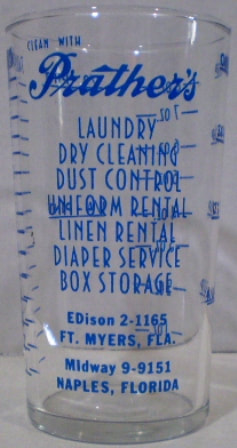 CLEAN WITH
Prather's
LAUNDRY
DRY CLEANING
DUST CONTROL
UNIFORM RENTAL
LINEN RENTAL
DIAPER SERVICE
BOX STORAGE
EDison 2-1165
FT. MYERS, FLA.
MIdway 9-9151
NAPLES, FLORIDA